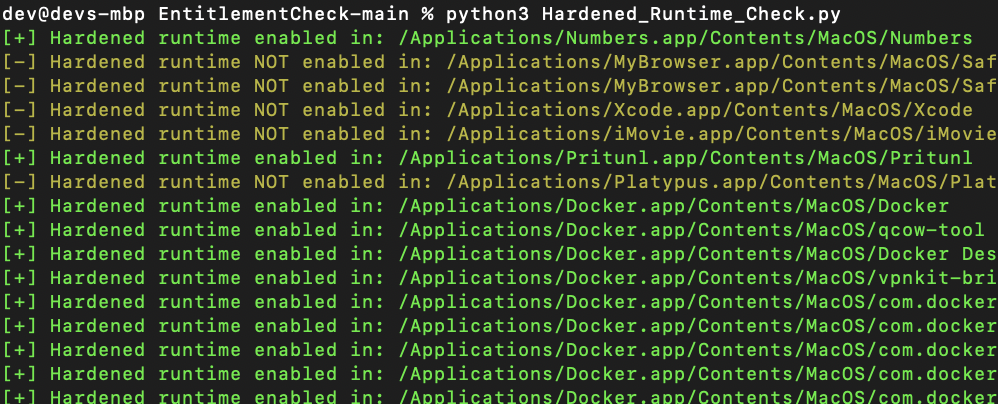 dev@devs-mbp EntitlementCheck-main % python3 Hardened_Runtime_Check.py
[+] Hardened runtime enabled in: /Applications/Numbers.app/Contents/MacOS/Numbers
[-] Hardened runtime NOT enabled in: /Applications/MyBrowser.app/Contents/MacOS/Saf
[-] Hardened runtime NOT enabled in: /Applications/MyBrowser.app/Contents/MacOS/Saf
[-] Hardened runtime NOT enabled in: /Applications/Xcode.app/Contents/MacOS/Xcode
[-] Hardened runtime NOT enabled in: /Applications/iMovie.app/Contents/MacOS/iMovie
[+] Hardened runtime enabled in: /Applications/Pritunl.app/Contents/MacOS/Pritunl
[-] Hardened runtime NOT enabled in: /Applications/Platypus.app/Contents/MacOS/Plat
[+] Hardened runtime enabled in: /Applications/Docker.app/Contents/MacOS/Docker
[+] Hardened runtime enabled in: /Applications/Docker.app/Contents/MacOS/qcow-tool
[+] Hardened runtime enabled in: /Applications/Docker.app/Contents/MacOS/Docker Des
[+] Hardened runtime enabled in: /Applications/Docker.app/Contents/MacOS/vpnkit-bri
[+] Hardened runtime enabled in: /Applications/Docker.app/Contents/MacOS/com.docker
[+] Hardened runtime enabled in: /Applications/Docker.app/Contents/MacOS/com.docker
[+] Hardened runtime enabled in: /Applications/Docker.app/Contents/MacOS/com.docker
[+] Hardened runtime enabled in: /Applications/Docker.app/Contents/MacOS/com.docker
[+] Hardened runtime enabled in: /Applications/Docker.app/Contents/MacOS/com.docker